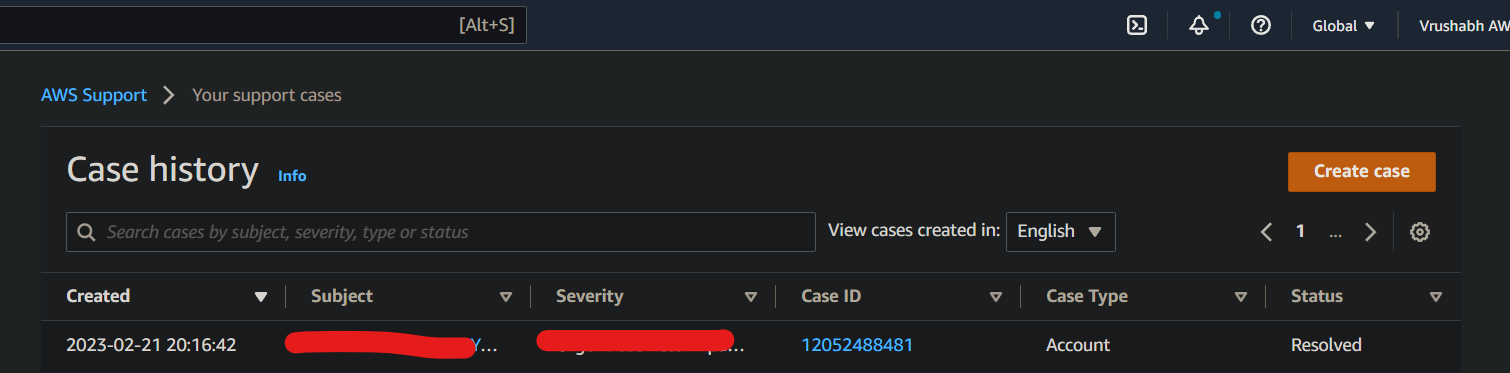 [Alt+S] Global Vrushabh AW
AWS Support Your support cases
Case history Info Create case
Search cases by subject, severity, type or status View cases created in: English 1 ...
Created Subject Severity Case ID Case Type Status
2023-02-21 20:16:42 Y... ... 12052488481 Account Resolved